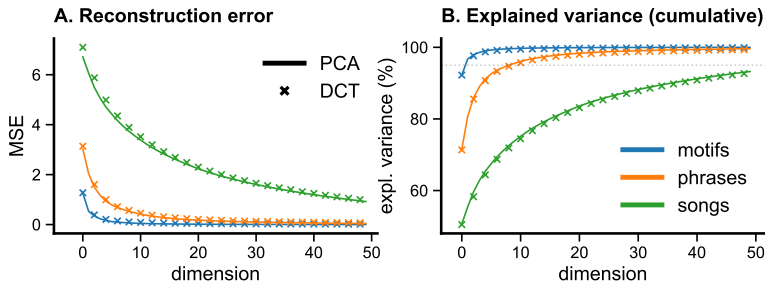 A. Reconstruction error
MSE
6
4
2
0
0 10 20 30 40 50
dimension
PCA
DCT
B. Explained variance (cumulative)
expl. variance (%)
100
80
60
0 10 20 30 40 50
dimension
motifs
phrases
songs